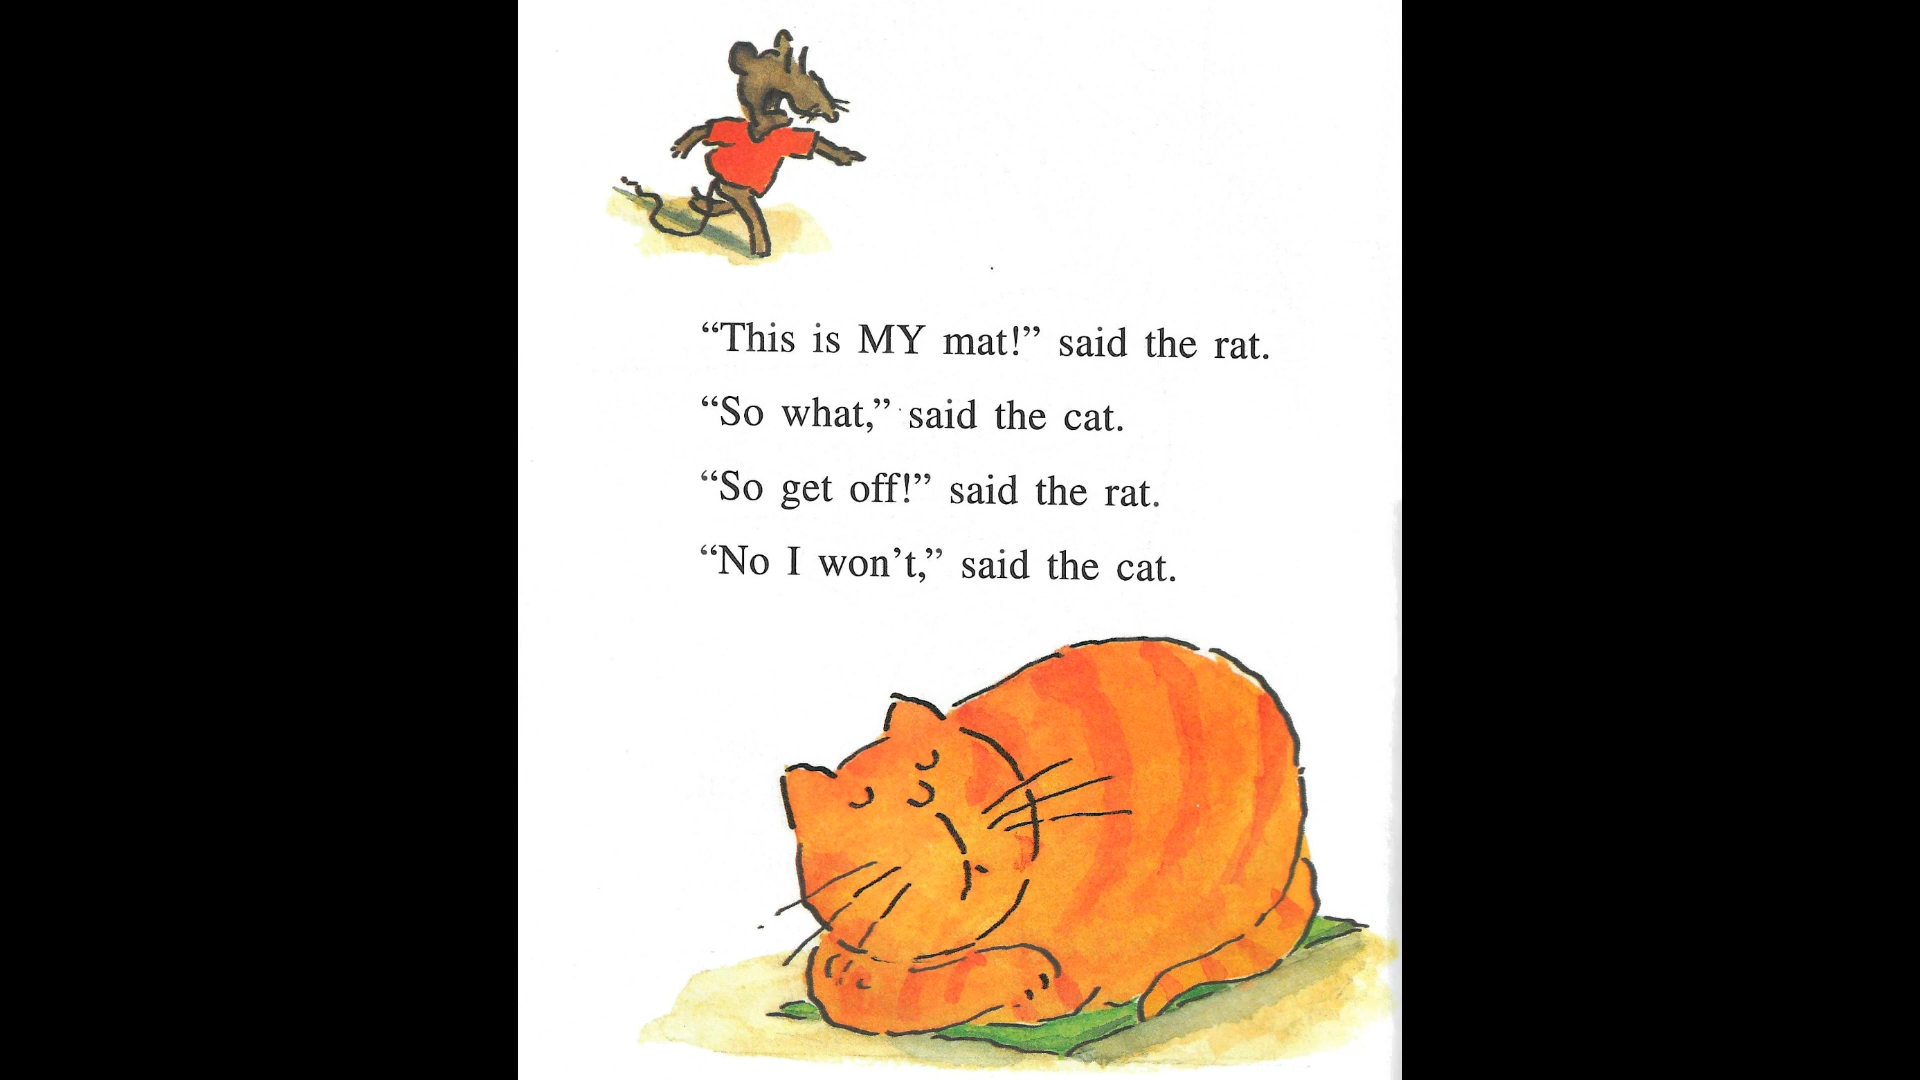 “This is MY mat!” said the rat.
“So what,” said the cat.
“So get off!” said the rat.
“No I won’t,” said the cat.